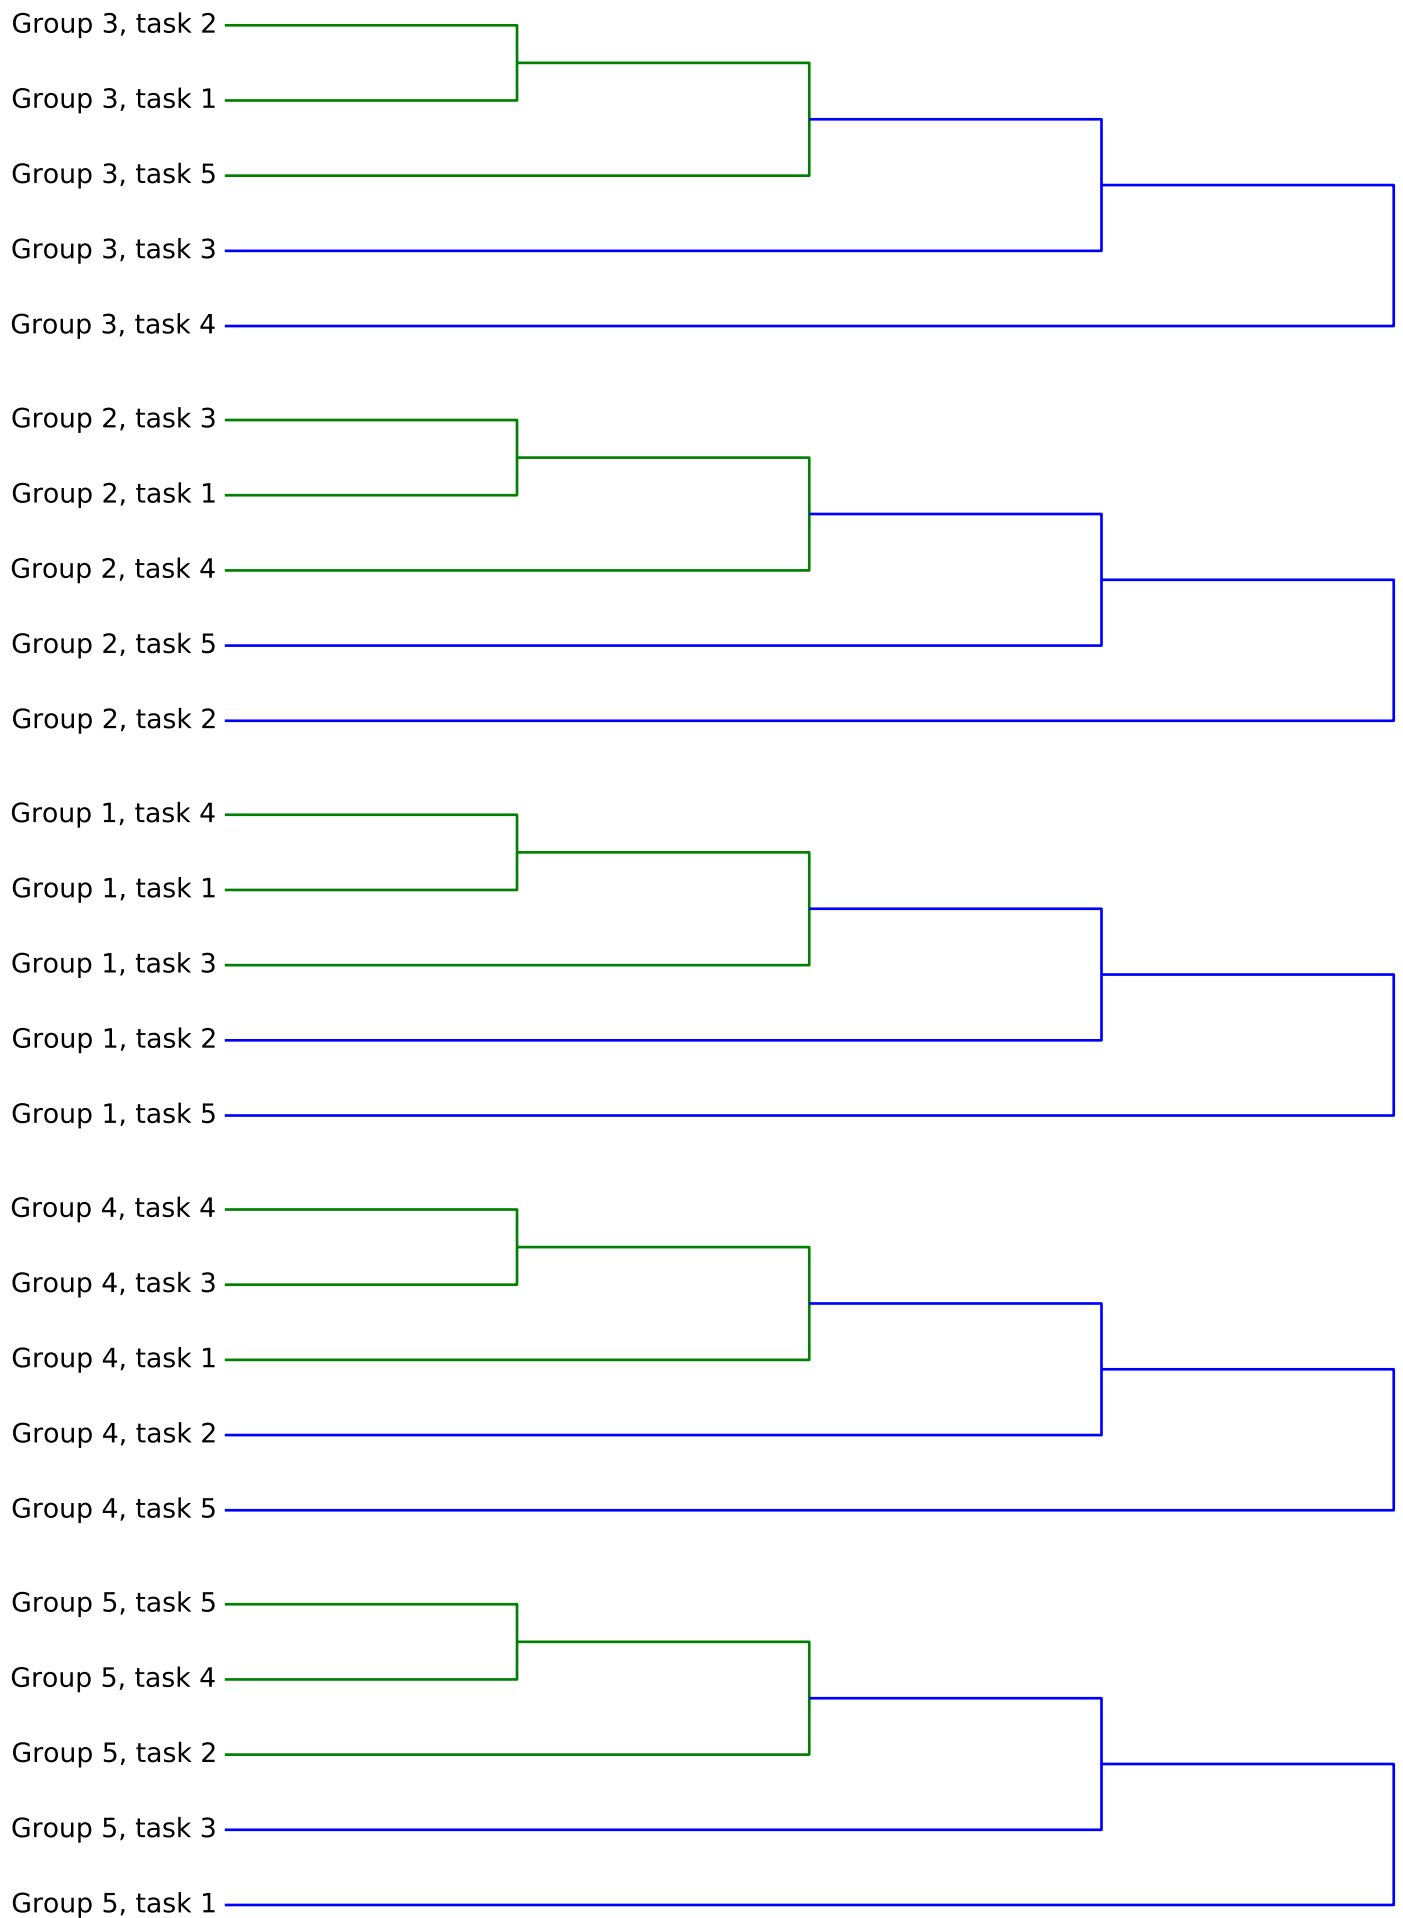 Group 3, task 2
Group 3, task 1
Group 3, task 5
Group 3, task 3
Group 3, task 4
Group 2, task 3
Group 2, task 1
Group 2, task 4
Group 2, task 5
Group 2, task 2
Group 1, task 4
Group 1, task 1
Group 1, task 3
Group 1, task 2
Group 1, task 5
Group 4, task 4
Group 4, task 3
Group 4, task 1
Group 4, task 2
Group 4, task 5
Group 5, task 5
Group 5, task 4
Group 5, task 2
Group 5, task 3
Group 5, task 1